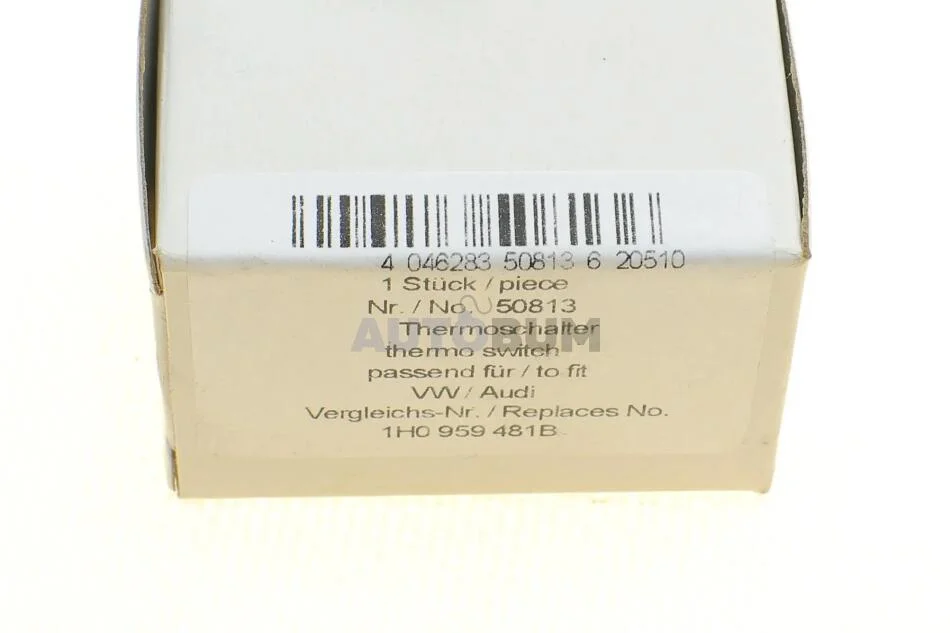 4 046283 50813 6 20510
1 Stück / piece
Nr. / No. 50813
Thermoschalter
AUTOBUM
thermo switch
passend für / to fit
VW / Audi
Vergleichs-Nr. / Replaces No.
1H0 959 481B